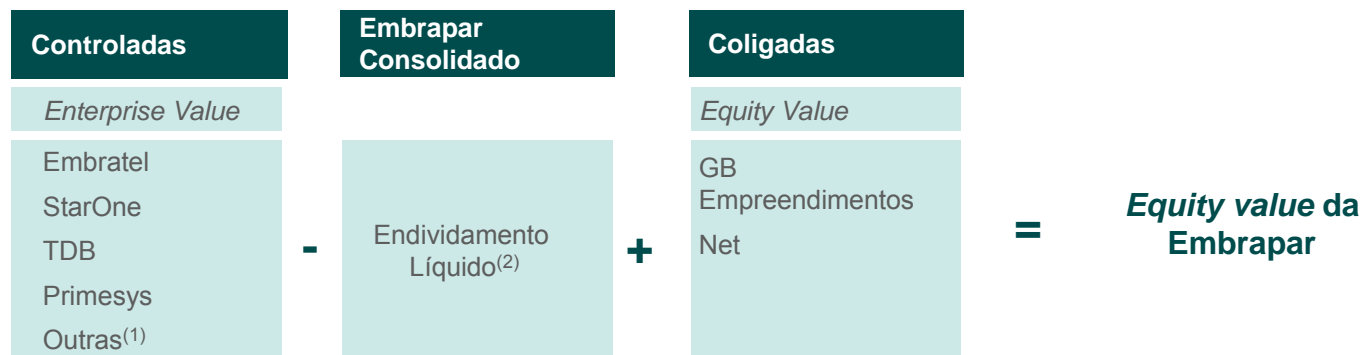 Controladas
Enterprise Value
Embratel
StarOne
TDB
Primesys
Outras(1)
-
Embrapar
Consolidado
Endividamento
Líquido(2)
+
Coligadas
Equity Value
GB
Empreendimentos
Net
=
Equity value da
Embrapar